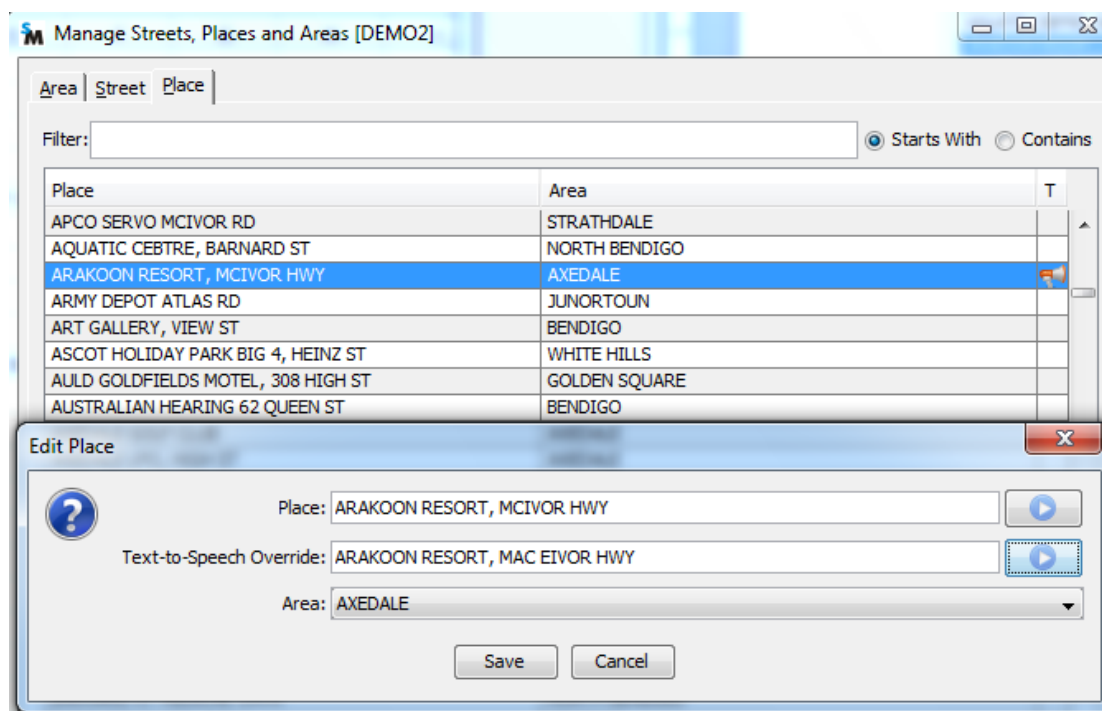 SM Manage Streets, Places and Areas [DEMO2]
Area Street Place
Filter: Starts With Contains
Place Area T
APCO SERVO MCIVOR RD STRATHDALE
AQUATIC CEBTRE, BARNARD ST NORTH BENDIGO
ARAKOON RESORT, MCIVOR HWY AXEDALE
ARMY DEPOT ATLAS RD JUNORTOUN
ART GALLERY, VIEW ST BENDIGO
ASCOT HOLIDAY PARK BIG 4, HEINZ ST WHITE HILLS
AULD GOLDFIELDS MOTEL, 308 HIGH ST GOLDEN SQUARE
AUSTRALIAN HEARING 62 QUEEN ST BENDIGO
Edit Place
Place: ARAKOON RESORT, MCIVOR HWY
Text-to-Speech Override: ARAKOON RESORT, MAC EIVOR HWY
Area: AXEDALE
Save Cancel